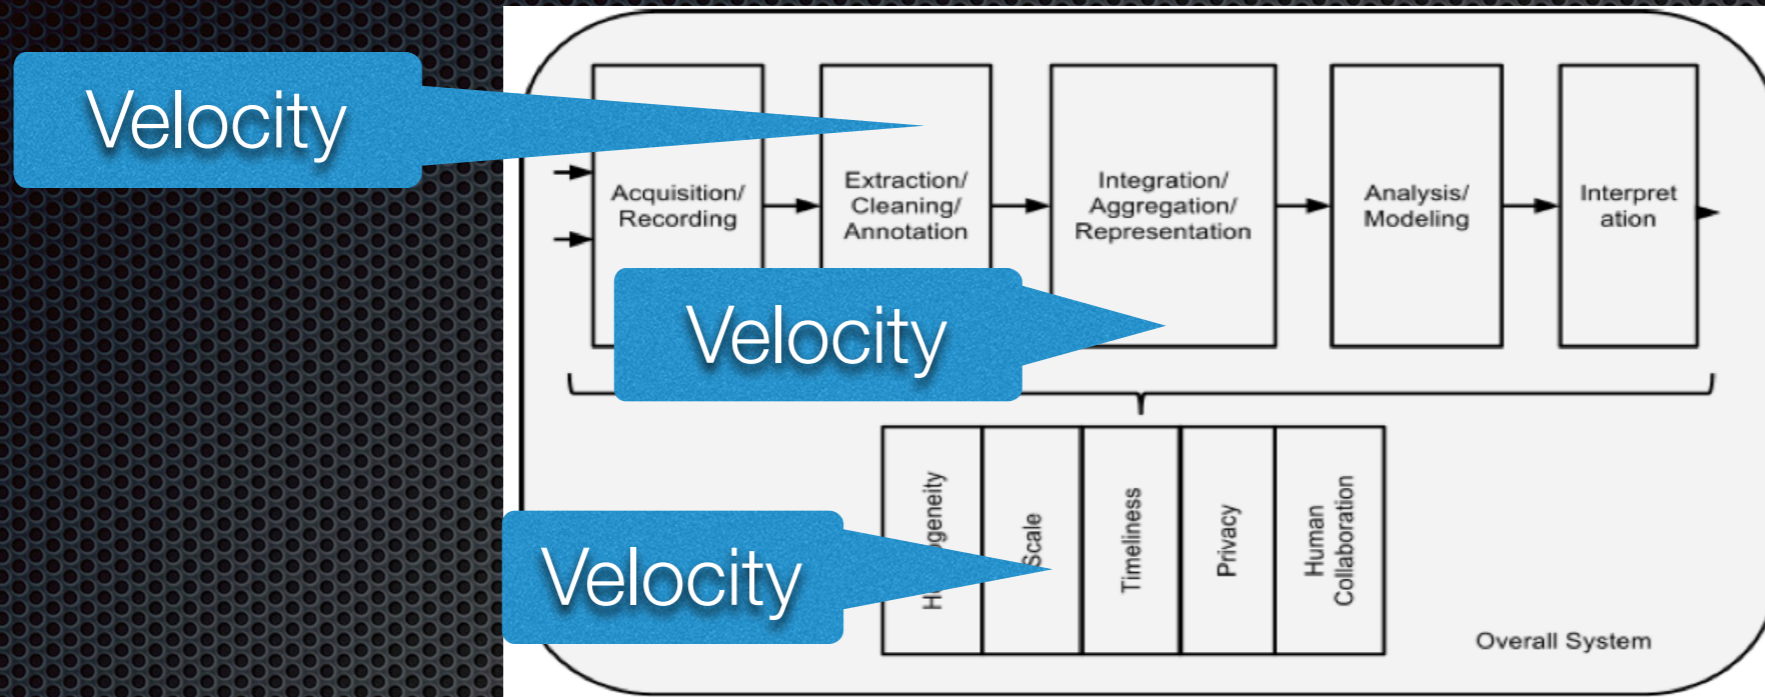 Velocity
Acquisition/
Recording
Extraction/
Cleaning/
Annotation
Integration/
Aggregation/
Representation
Analysis/
Modeling
Interpret
ation
Velocity
Velocity
Scale
Timeliness
Privacy
Human
Collaboration
Overall System